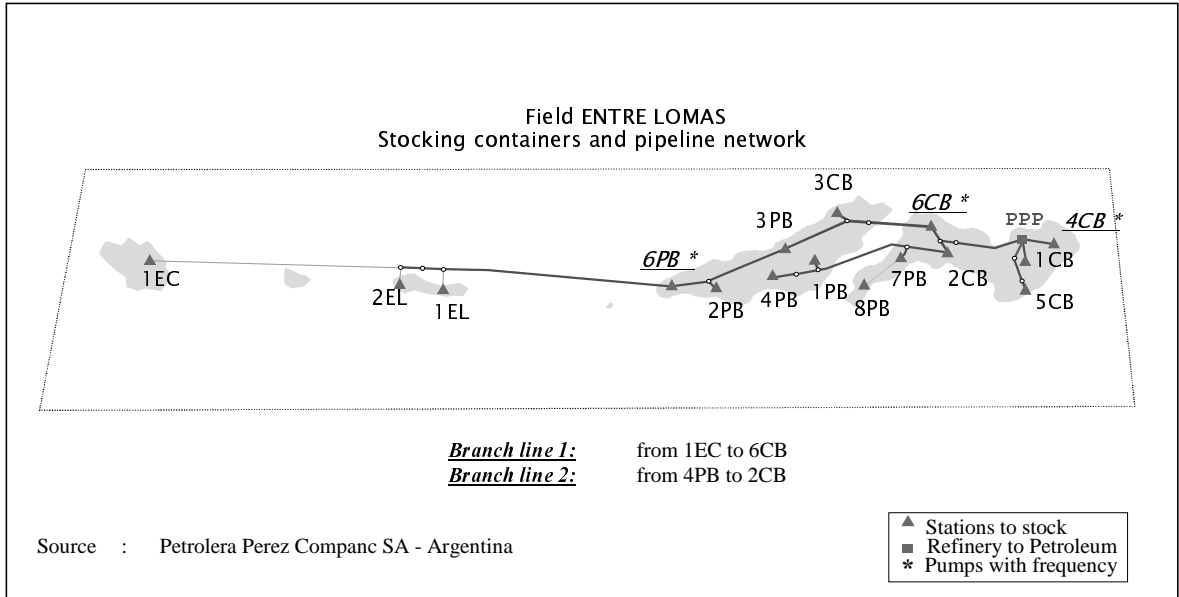 Field ENTRE LOMAS
Stocking containers and pipeline network
3CB
6CB *
3PB
PPP
4CB *
6PB *
1EC
2EL
1EL
2PB
4PB
1PB
8PB
7PB
2CB
1CB
5CB
Branch line 1: from 1EC to 6CB
Branch line 2: from 4PB to 2CB
Source : Petrolera Perez Companc SA - Argentina
Stations to stock
Refinery to Petroleum
* Pumps with frequency